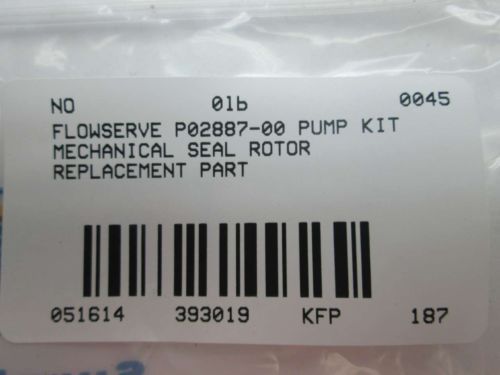 NO 01b 0045
FLOWSERVE P02887-00 PUMP KIT
MECHANICAL SEAL ROTOR
REPLACEMENT PART
051614 393019 KFP 187